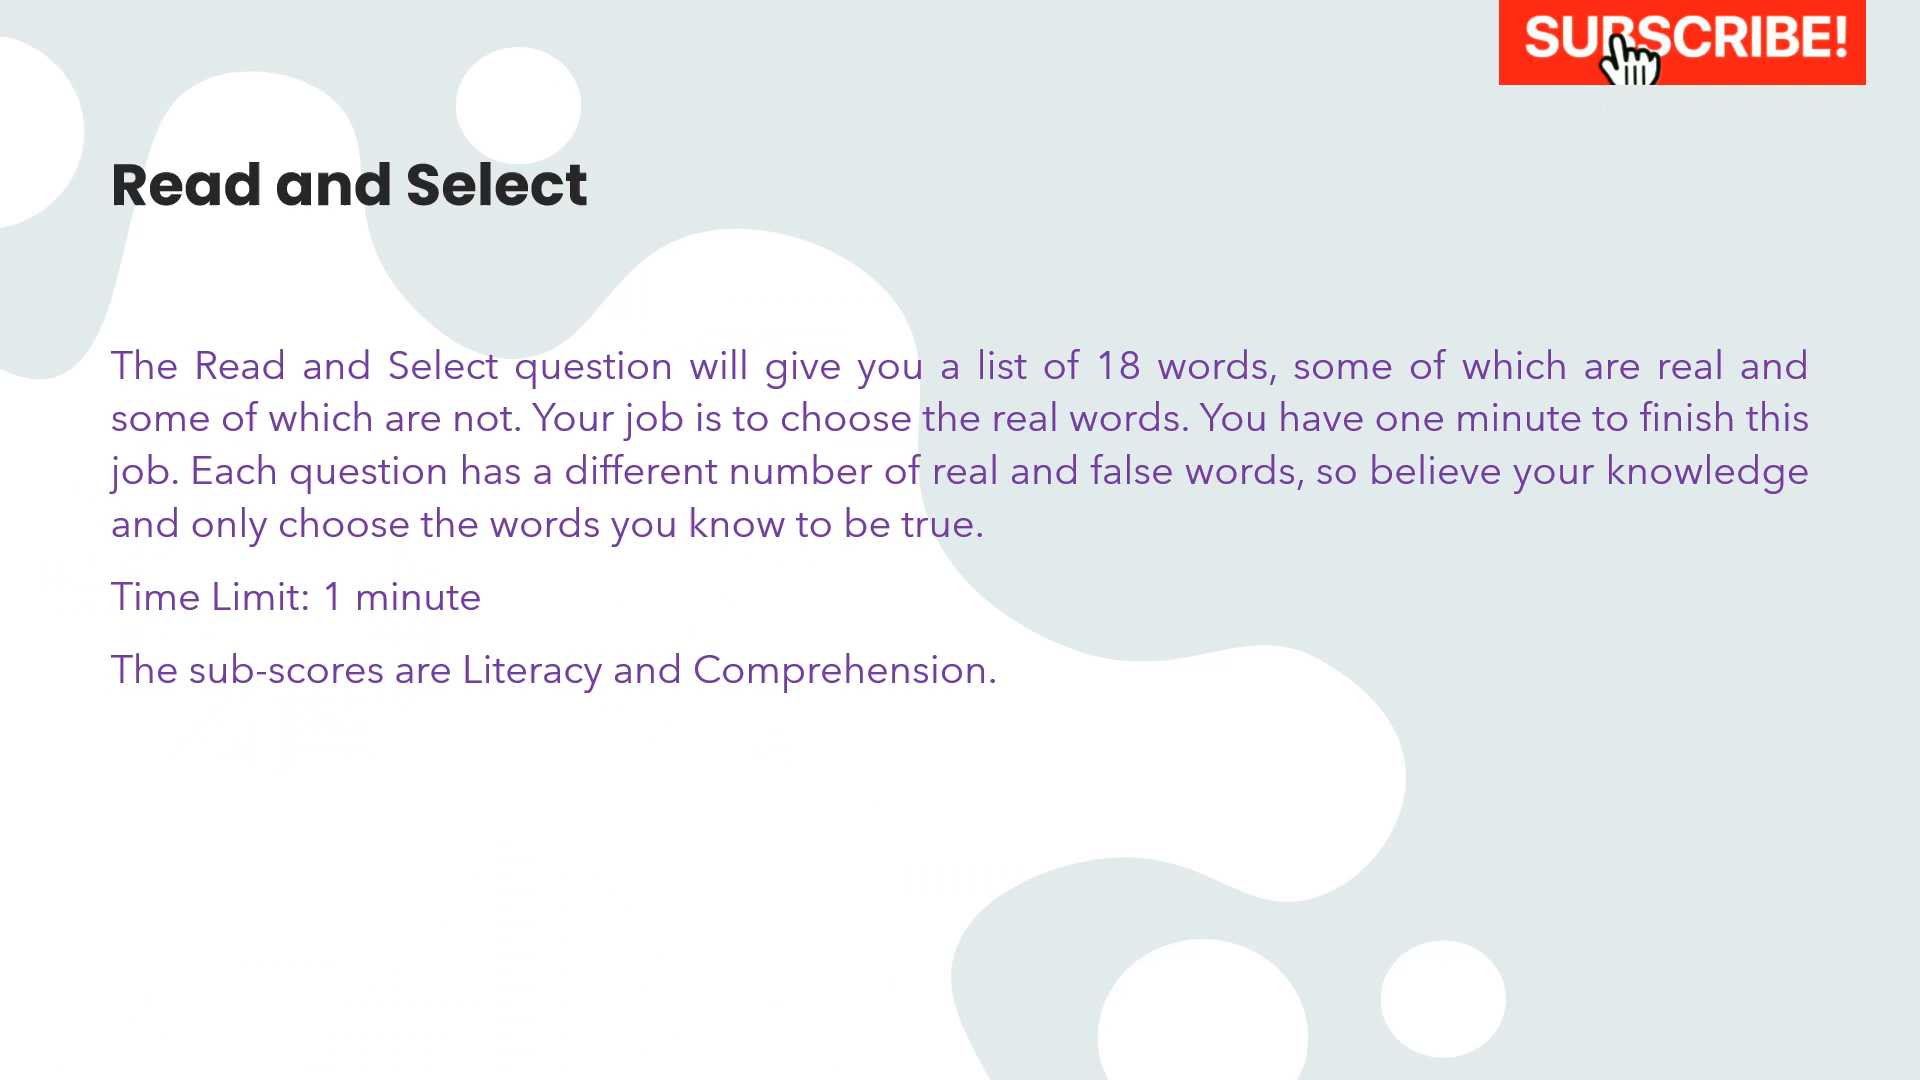 SUBSCRIBE!
Read and Select
The Read and Select question will give you a list of 18 words, some of which are real and
some of which are not. Your job is to choose the real words. You have one minute to finish this
job. Each question has a different number of real and false words, so believe your knowledge
and only choose the words you know to be true.
Time Limit: 1 minute
The sub-scores are Literacy and Comprehension.